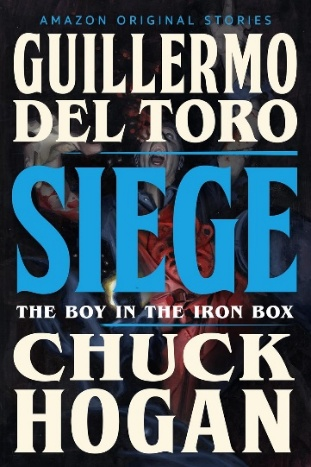 AMAZON ORIGINAL STORIES
GUILLERMO
DEL TORO
SIEGE
THE BOY IN THE IRON BOX
CHUCK
HOGAN